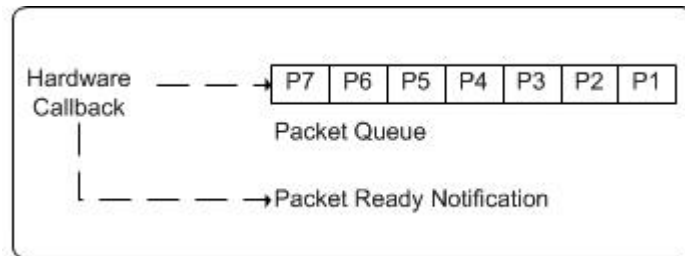 Hardware
Callback
P7 P6 P5 P4 P3 P2 P1
Packet Queue
Packet Ready Notification